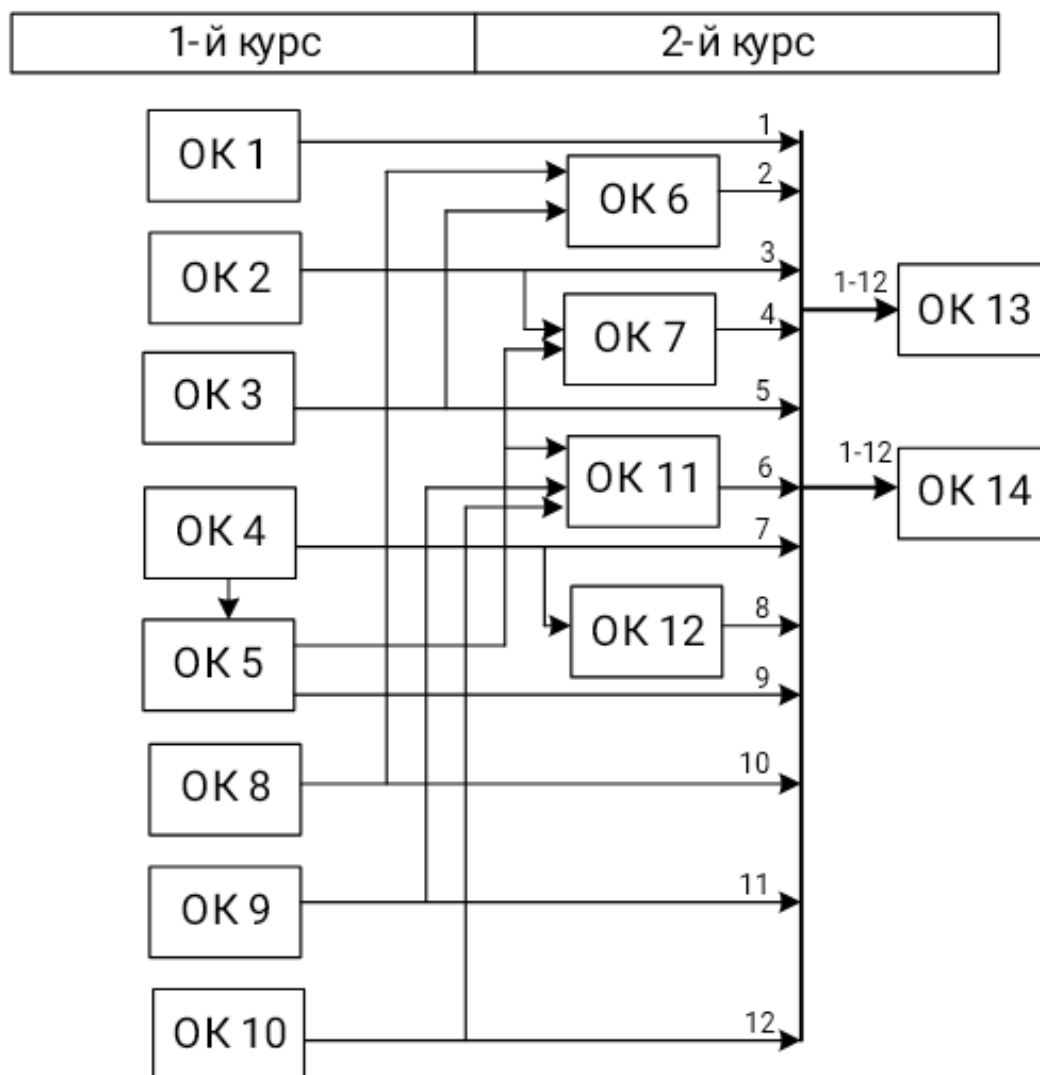 1-й курс
2-й курс
ОК 1
1
ОК 6
2
ОК 2
3
1-12
ОК 13
ОК 7
4
ОК 3
5
ОК 11
6
1-12
ОК 14
ОК 4
7
ОК 12
8
ОК 5
9
ОК 8
10
ОК 9
11
ОК 10
12